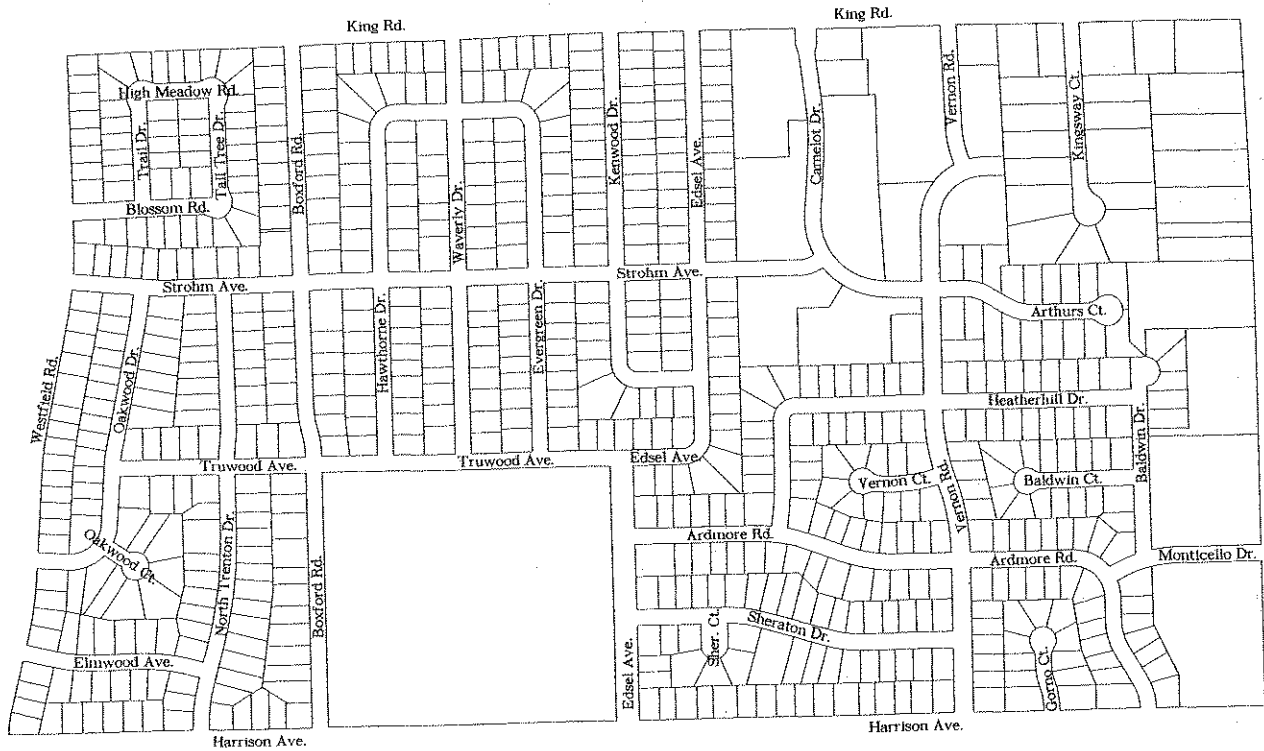 King Rd.
King Rd.
High Meadow Rd.
Trail Dr.
Tall Tree Dr.
Blossom Rd.
Boxford Rd.
Waverly Dr.
Kenwood Dr.
Edsel Ave.
Camelot Dr.
Vernon Rd.
Kingsway Ct.
Strohm Ave.
Strohm Ave.
Arthurs Ct.
Westfield Rd.
Oakwood Dr.
Hawthorne Dr.
Evergreen Dr.
Heatherhill Dr.
Baldwin Dr.
Truwood Ave.
Truwood Ave.
Edsel Ave.
Vernon Ct.
Vernon Rd.
Baldwin Ct.
Oakwood Ct.
North Trenton Dr.
Boxford Rd.
Ardmore Rd.
Ardmore Rd.
Monticello Dr.
Sheraton Dr.
Sher. Ct.
Elmwood Ave.
Edsel Ave.
Gorno Ct.
Harrison Ave.
Harrison Ave.